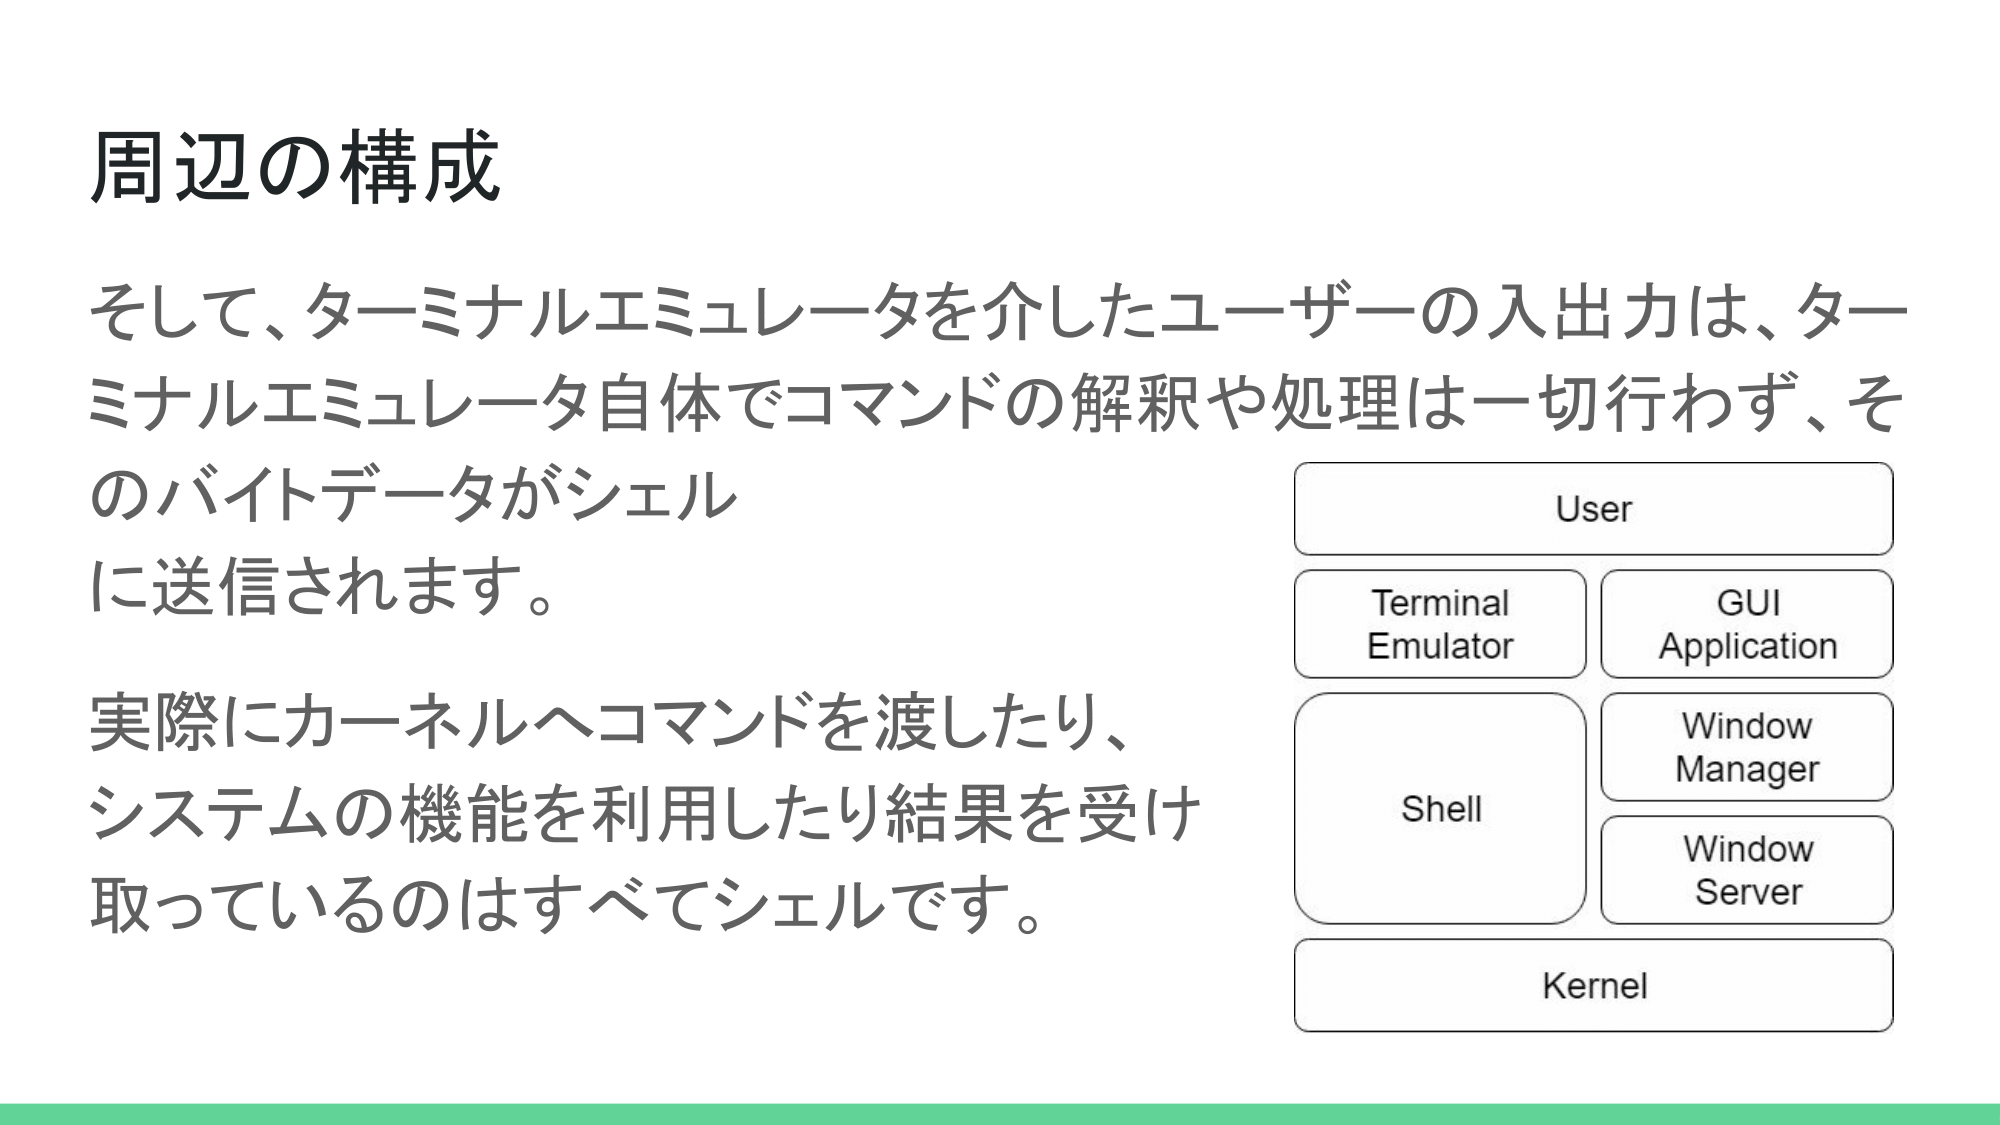 周辺の構成
そして、ターミナルエミュレータを介したユーザーの入出力は、ター
ミナルエミュレータ自体でコマンドの解釈や処理は一切行わず、そ
のバイトデータがシェル
に送信されます。
実際にカーネルへコマンドを渡したり、
システムの機能を利用したり結果を受け
取っているのはすべてシェルです。
User
Terminal
Emulator
GUI
Application
Shell
Window
Manager
Window
Server
Kernel